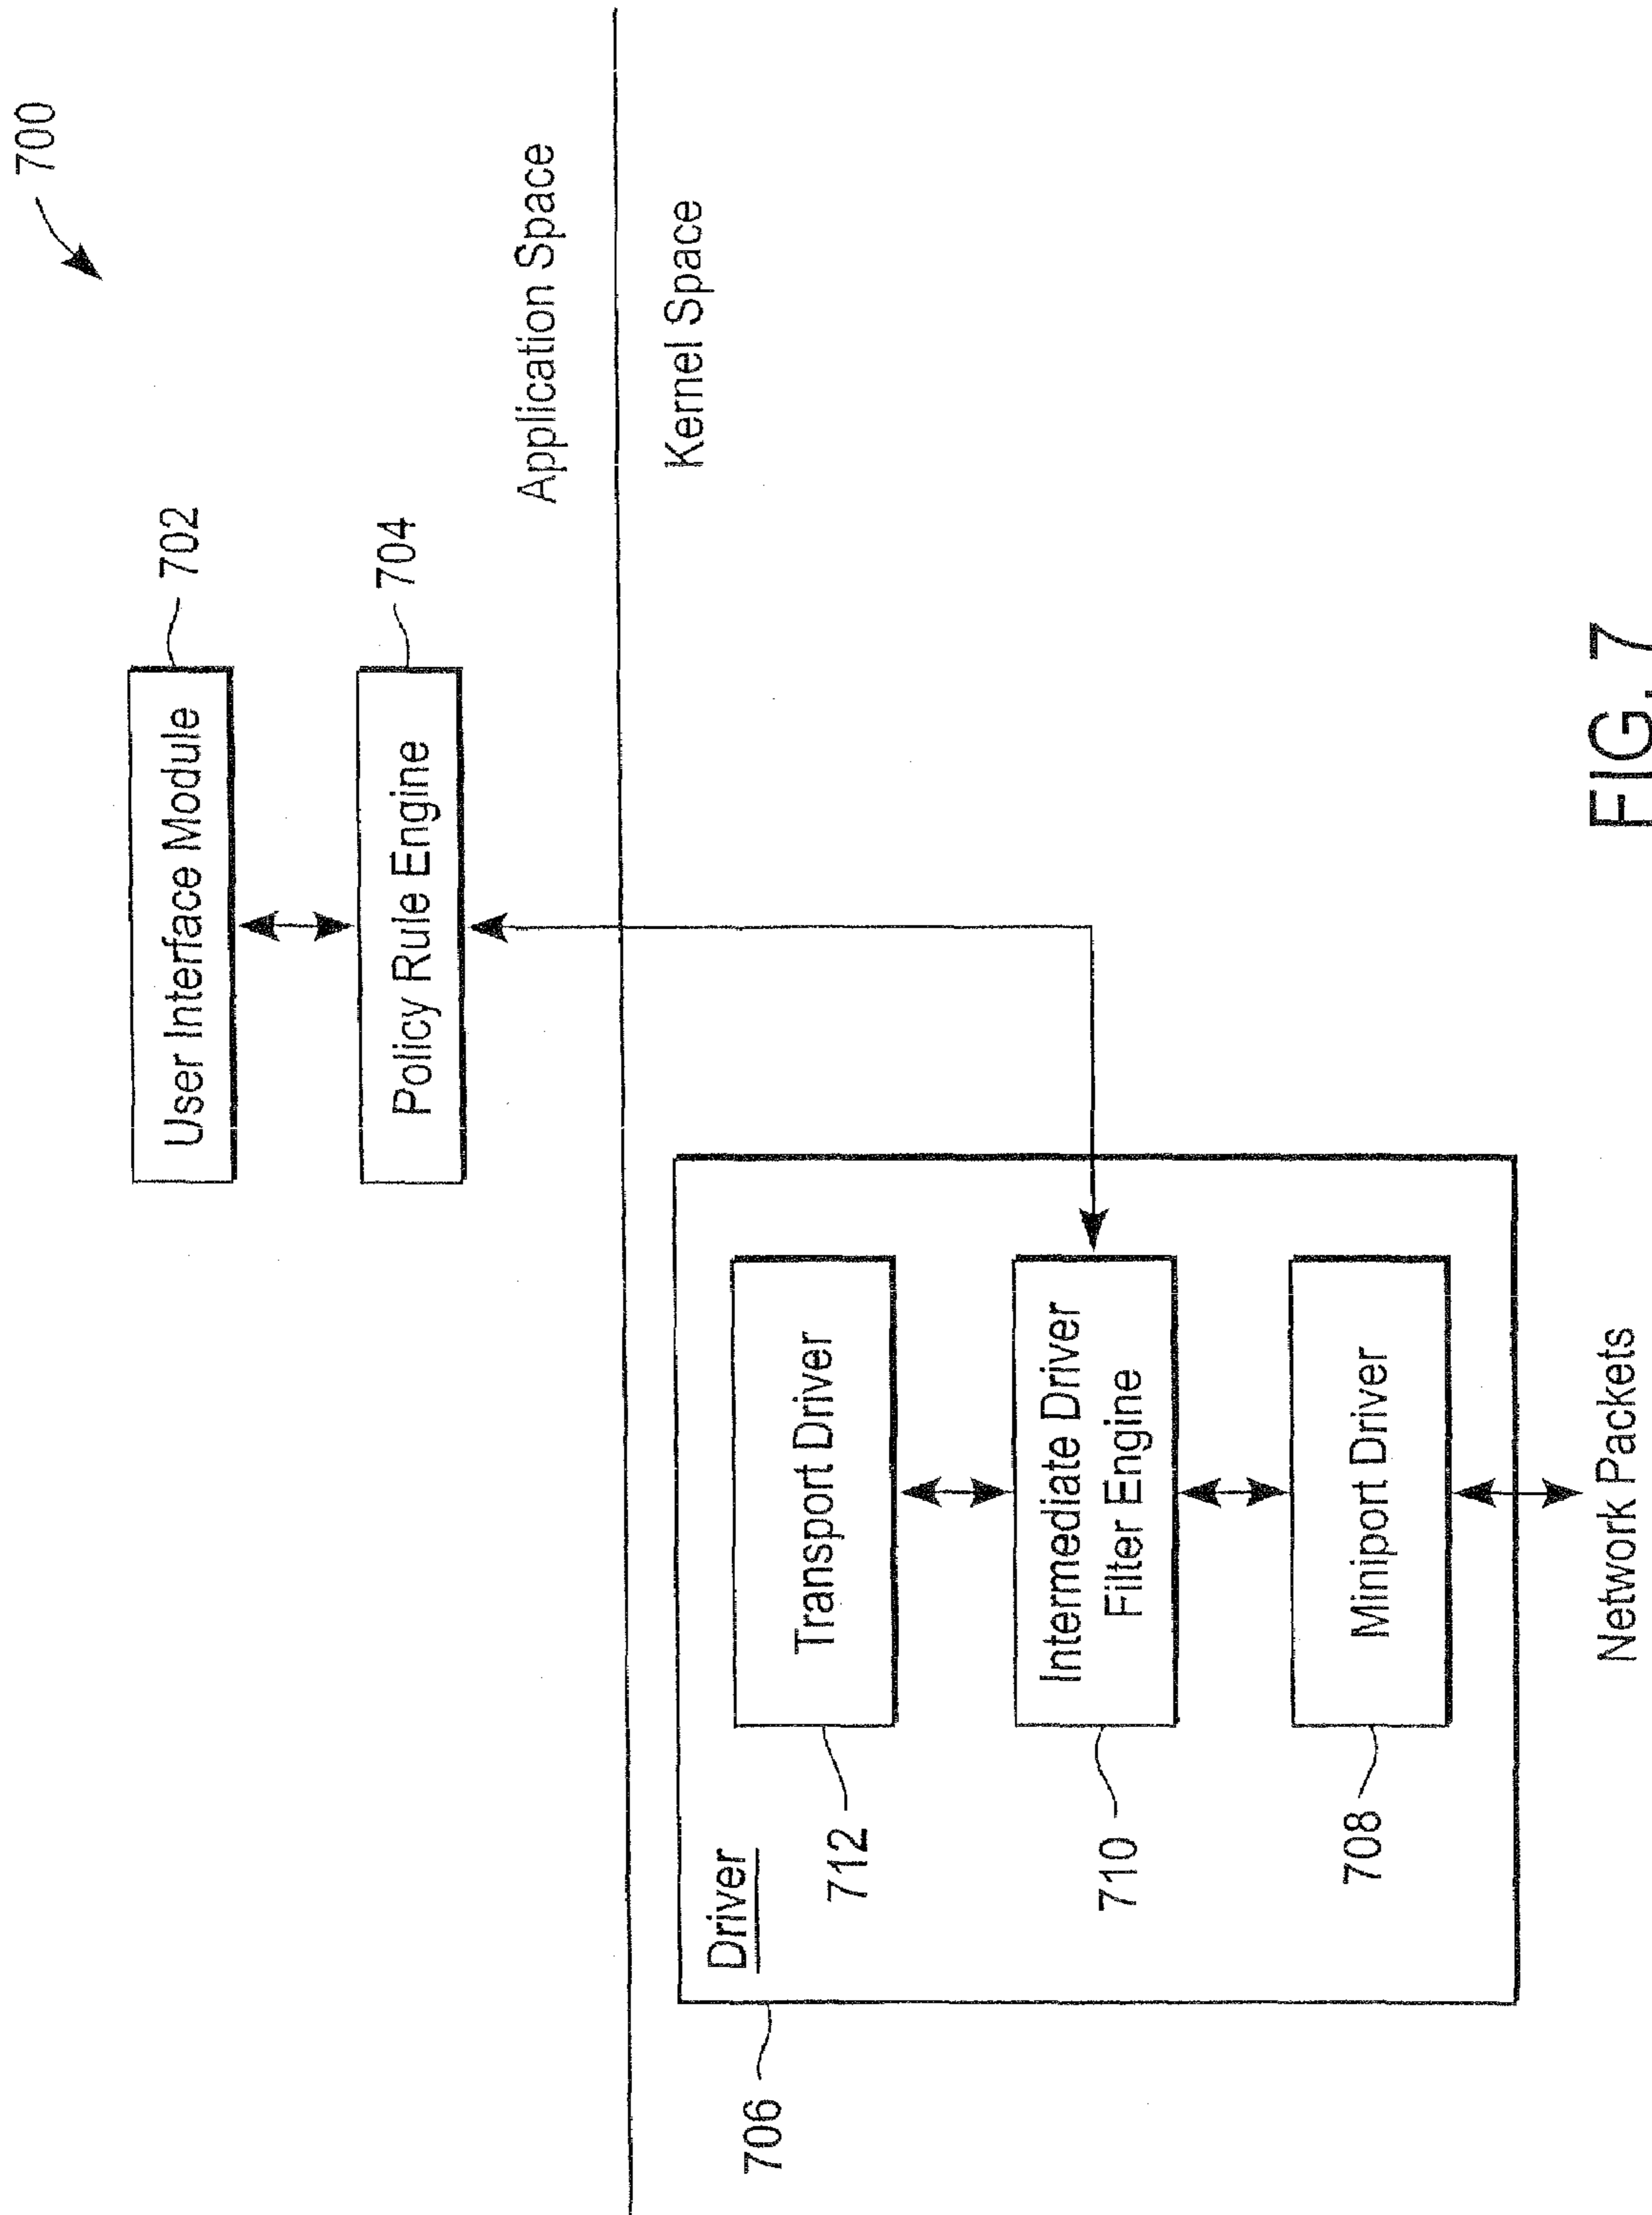 700
User Interface Module
702
Policy Rule Engine
704
Application Space
Kernel Space
Driver
706
Transport Driver
712
Intermediate Driver
Filter Engine
710
Miniport Driver
708
Network Packets
FIG. 7